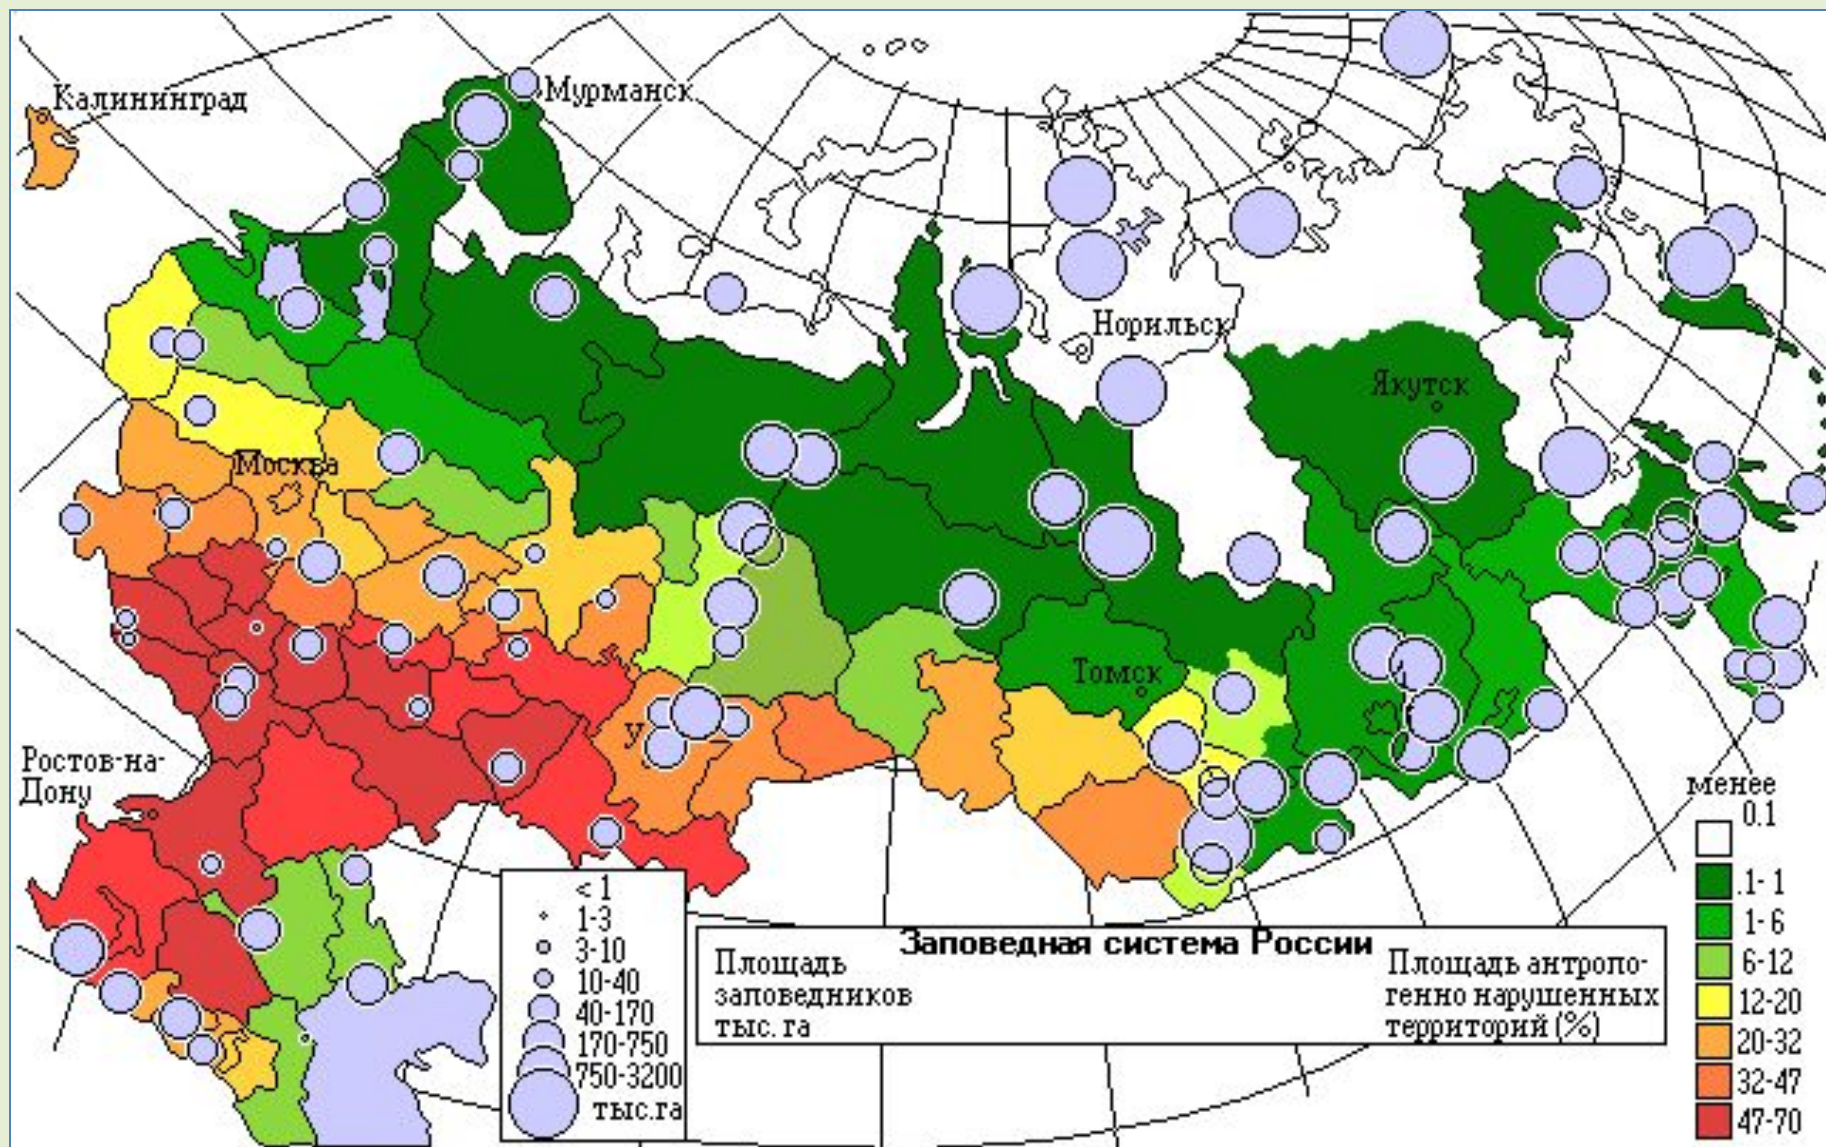 Калининград
Мурманск
Норильск
Якутск
Москва
Томск
У
Ростов-на-
Дону
менее
0.1
.1- 1
1- 6
6-12
12-20
20-32
32-47
47-70
< 1
1-3
3-10
10-40
40-170
170-750
750-3200
тыс.га
Заповедная система России
Площадь
заповедников
тыс. га
Площадь антропо-
генно нарушенных
территорий (%)